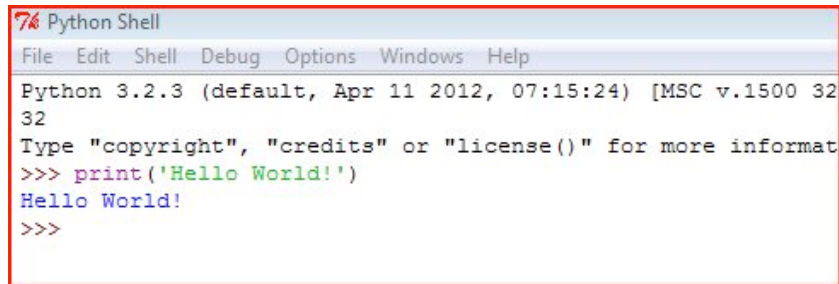 Python Shell
File Edit Shell Debug Options Windows Help
Python 3.2.3 (default, Apr 11 2012, 07:15:24) [MSC v.1500 32
32
Type "copyright", "credits" or "license()" for more informat
>>> print('Hello World!')
Hello World!
>>>